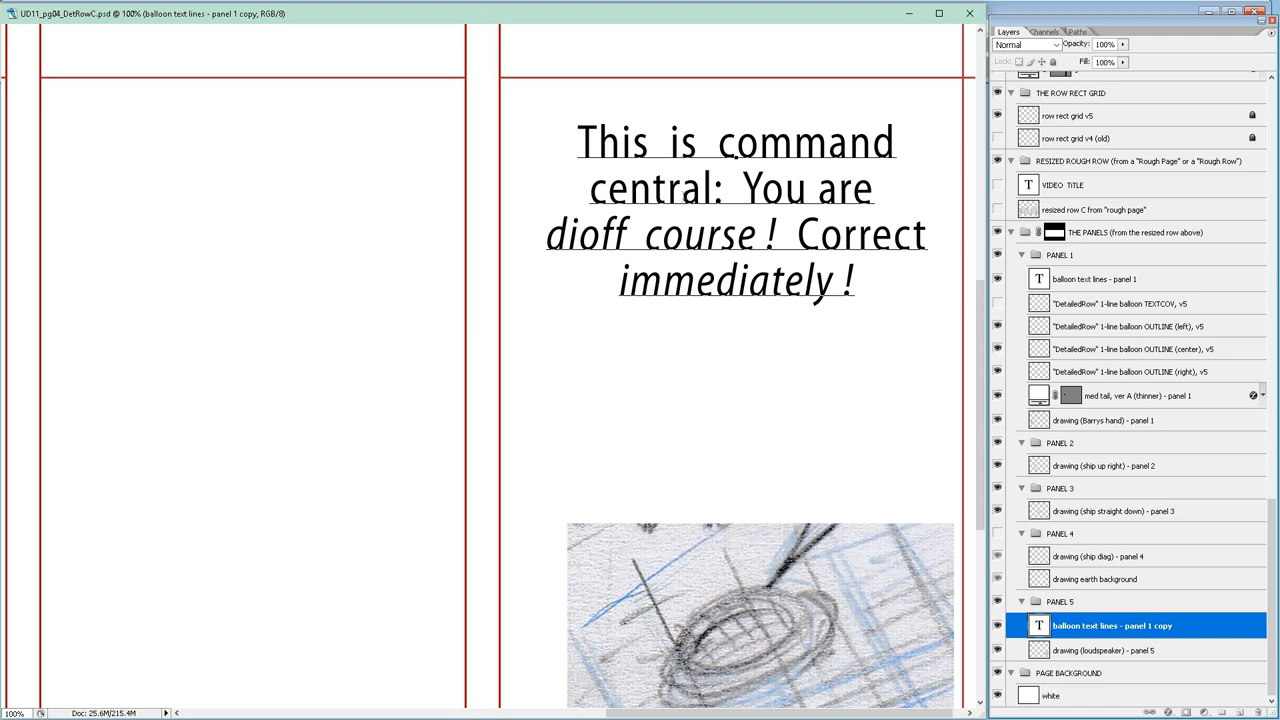 UD11_pg04_DetRowC.psd @ 100% (balloon text lines - panel 1 copy, RGB/8)
This is command
central: You are
dioff course ! Correct
immediately !
100%
Doc: 25.6M/215.4M
Layers
Channels
Paths
Normal
Opacity: 100%
Lock:
Fill: 100%
THE ROW RECT GRID
row rect grid v5
row rect grid v4 (old)
RESIZED ROUGH ROW (from a "Rough Page" or a "Rough Row")
T VIDEO TITLE
resized row C from "rough page"
THE PANELS (from the resized row above)
PANEL 1
T balloon text lines - panel 1
"DetailedRow" 1-line balloon TEXTCOV, v5
"DetailedRow" 1-line balloon OUTLINE (left), v5
"DetailedRow" 1-line balloon OUTLINE (center), v5
"DetailedRow" 1-line balloon OUTLINE (right), v5
med tail, ver A (thinner) - panel 1
drawing (Barrys hand) - panel 1
PANEL 2
drawing (ship up right) - panel 2
PANEL 3
drawing (ship straight down) - panel 3
PANEL 4
drawing (ship diag) - panel 4
drawing earth background
PANEL 5
T balloon text lines - panel 1 copy
drawing (loudspeaker) - panel 5
PAGE BACKGROUND
white